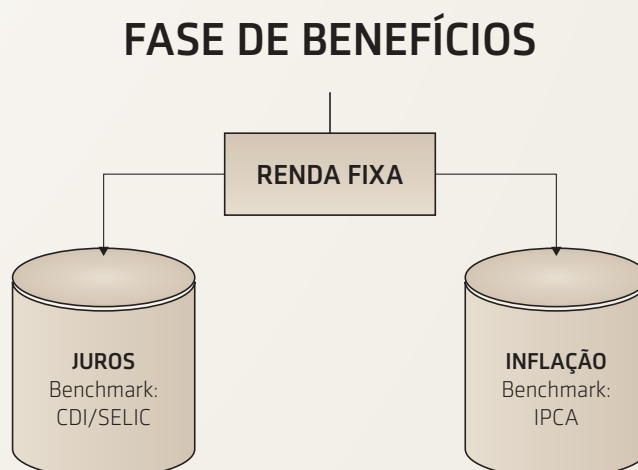 FASE DE BENEFÍCIOS
RENDA FIXA
JUROS
Benchmark:
CDI/SELIC
INFLAÇÃO
Benchmark:
IPCA